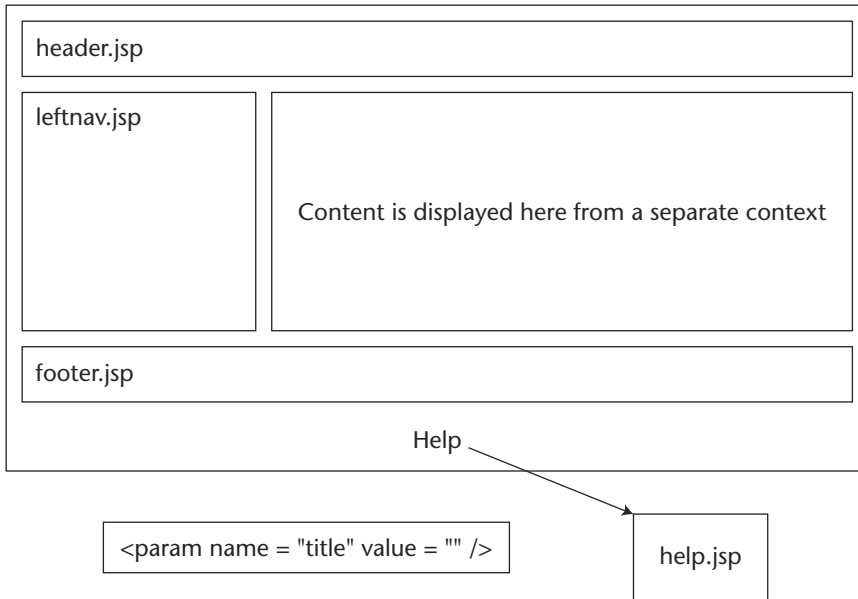 header.jsp
leftnav.jsp
Content is displayed here from a separate context
footer.jsp
Help
<param name = "title" value = "" />
help.jsp